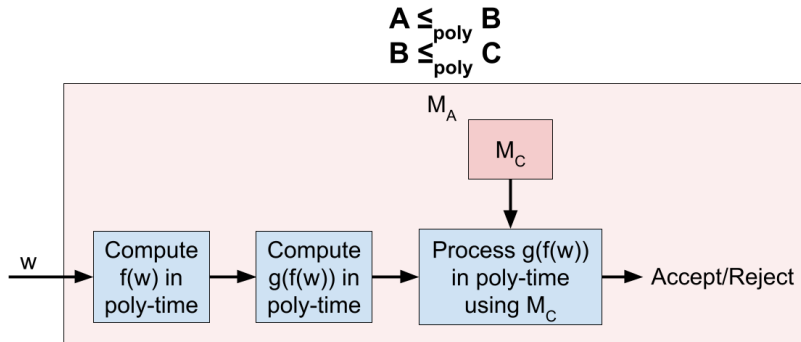 A ≤poly B
B ≤poly C
MA
MC
w
Compute
f(w) in
poly-time
Compute
g(f(w)) in
poly-time
Process g(f(w))
in poly-time
using MC
Accept/Reject